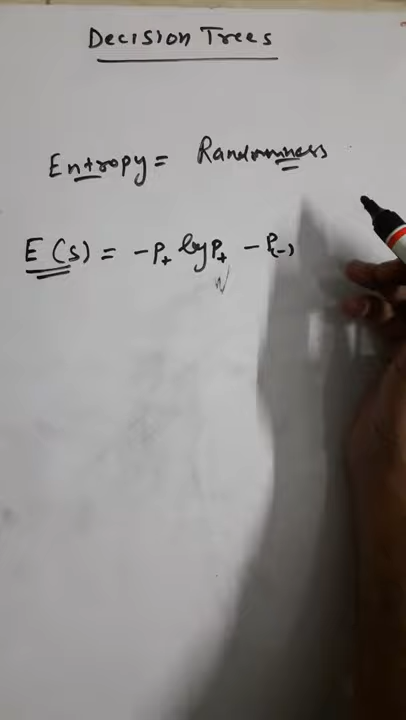 Decision Trees
Entropy = Randomness
E(s) = -P+ log P+ - P(-)